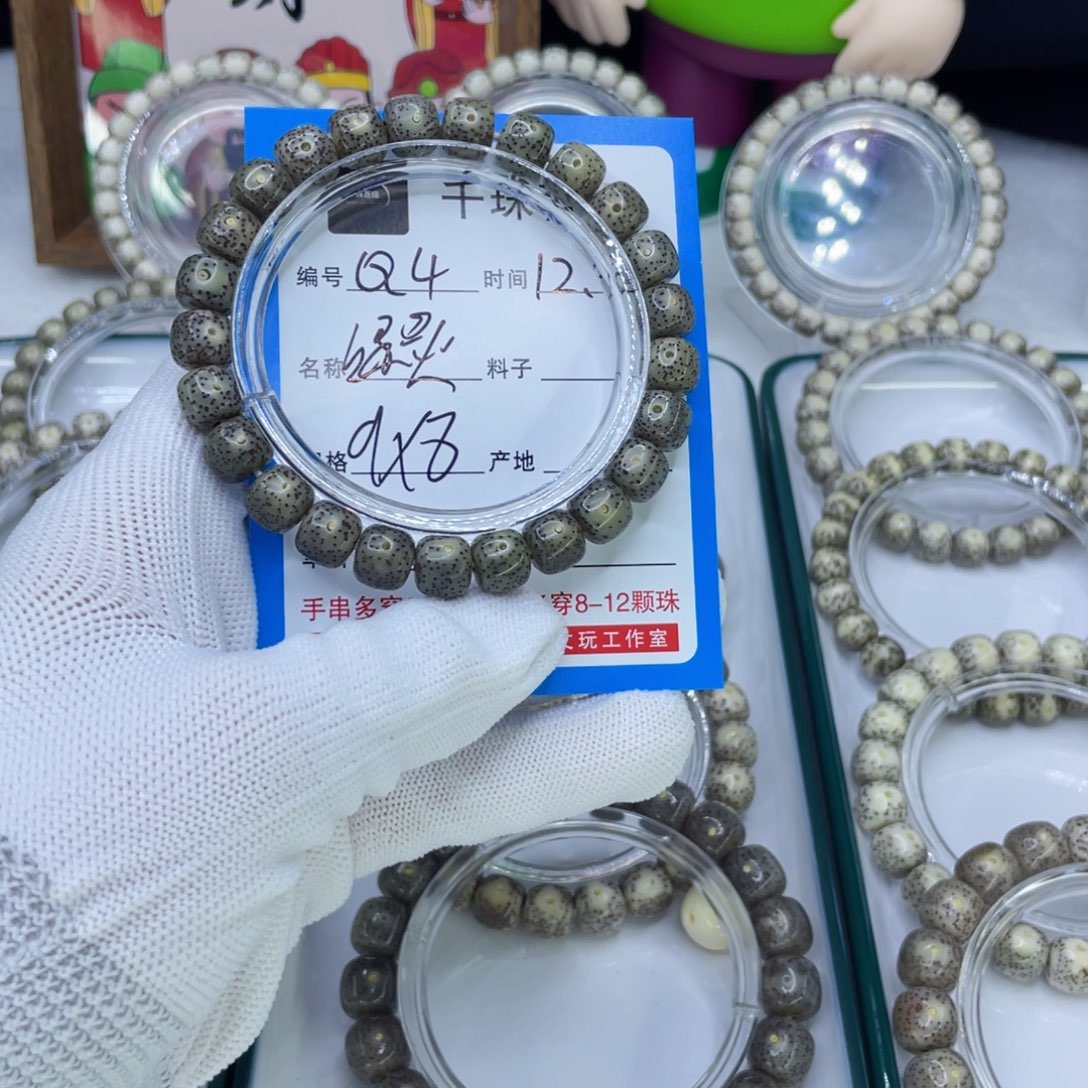 千珠
编号 Q4 时间 12.
名称 料子
格 9x8 产地
手串多穿 穿8-12颗珠
文玩工作室